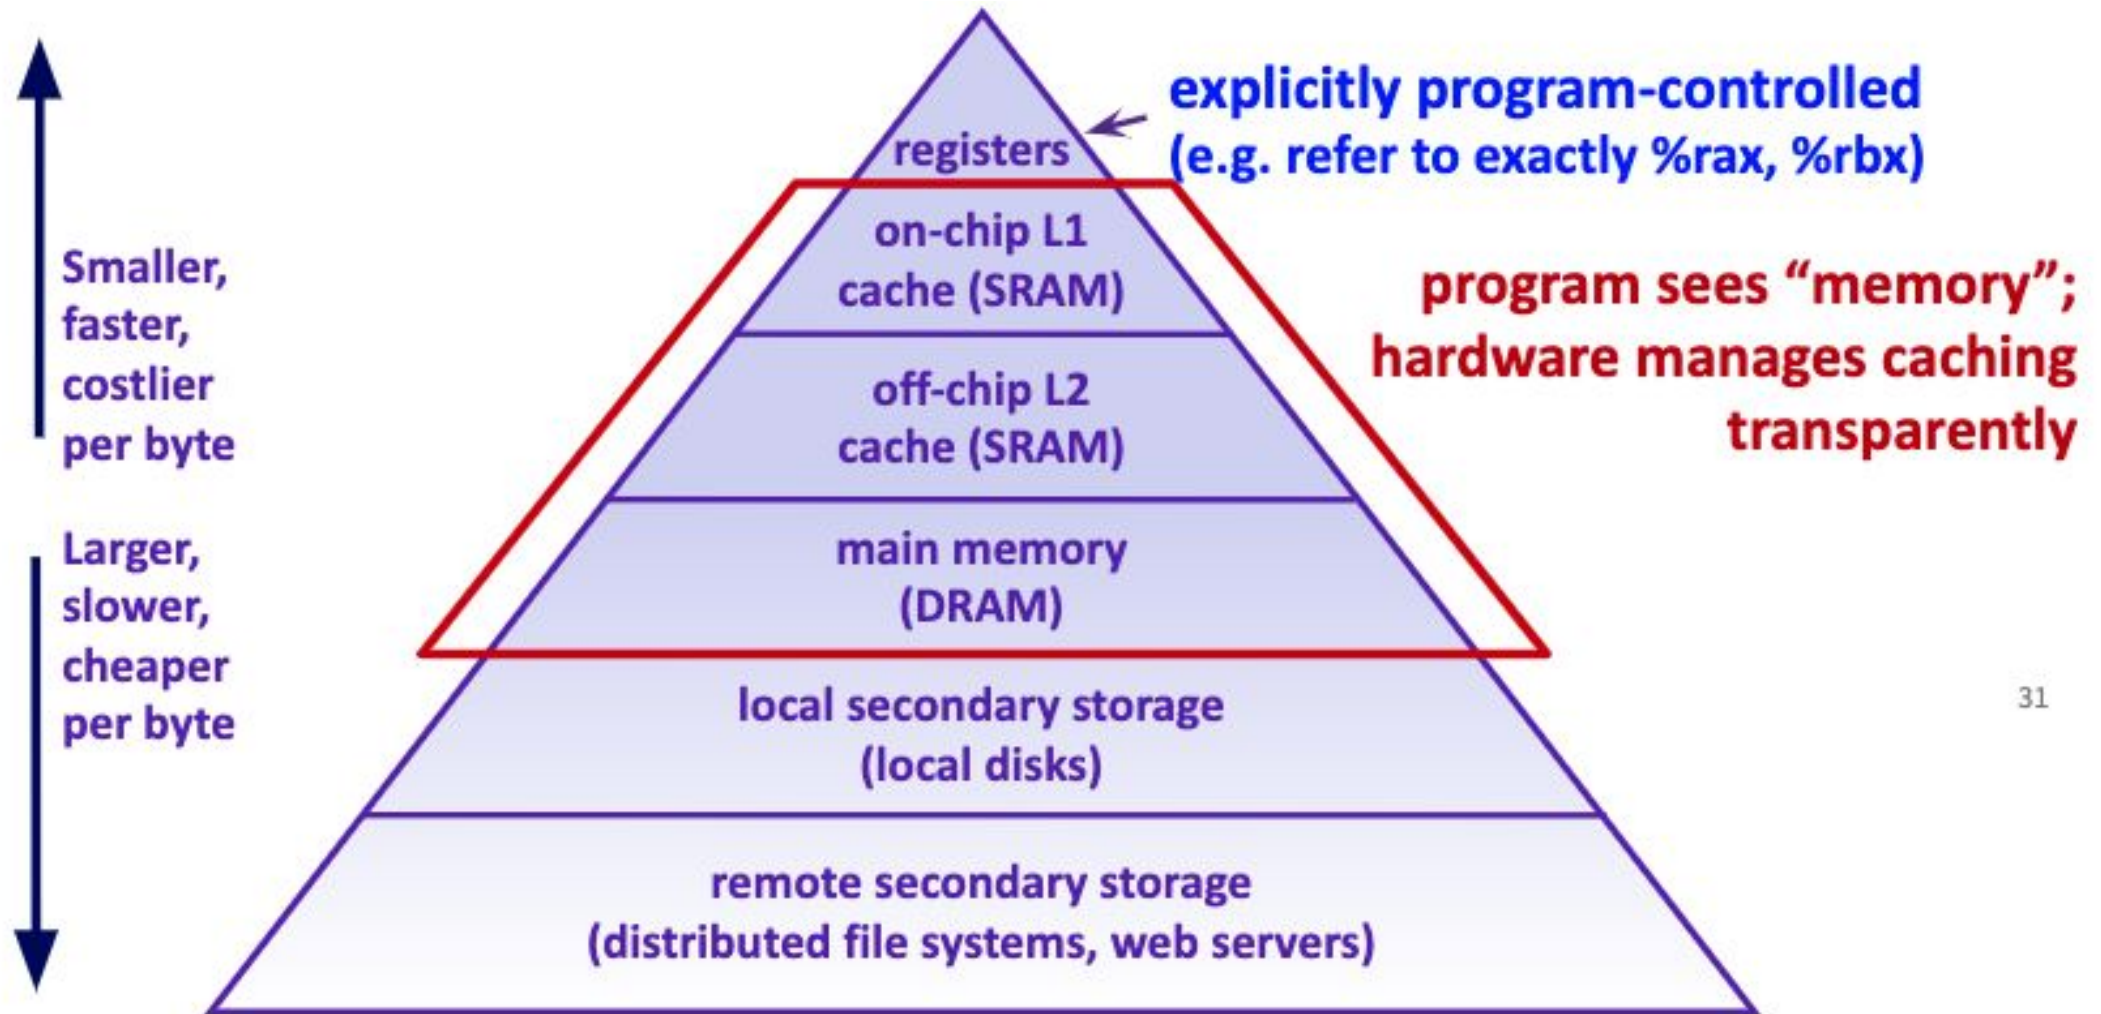 explicitly program-controlled
(e.g. refer to exactly %rax, %rbx)
registers
on-chip L1
cache (SRAM)
Smaller,
faster,
costlier
per byte
program sees “memory”;
hardware manages caching
transparently
off-chip L2
cache (SRAM)
main memory
(DRAM)
Larger,
slower,
cheaper
per byte
local secondary storage
(local disks)
31
remote secondary storage
(distributed file systems, web servers)